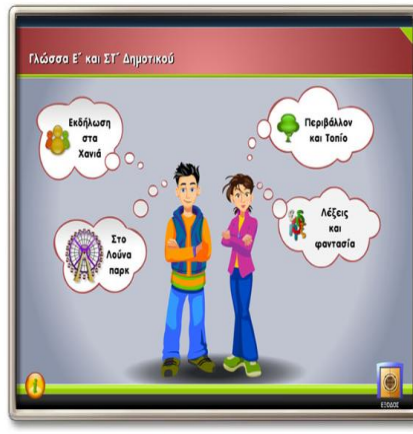 Γλώσσα Ε΄ και ΣΤ΄ Δημοτικού
Εκδήλωση
στα
Χανιά
Περιβάλλον
και Τοπίο
Στο
Λούνα
παρκ
Λέξεις
και
φαντασία
ΕΞΟΔΟΣ